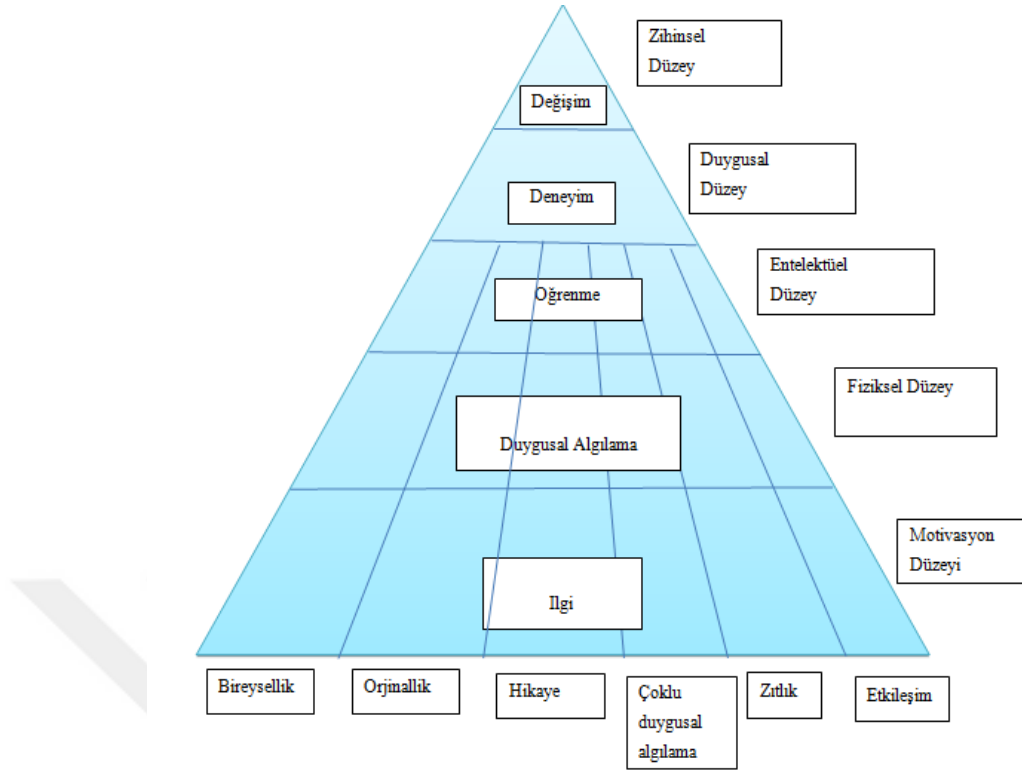 Zihinsel
Düzey
Değişim
Duygusal
Düzey
Deneyim
Entelektüel
Düzey
Oğrenme
Fiziksel Düzey
Duygusal Algılama
Motivasyon
Düzeyi
Ilgi
Bireysellik
Orjinallik
Hikaye
Çoklu
duygusal
algılama
Zıtlık
Etkileşim